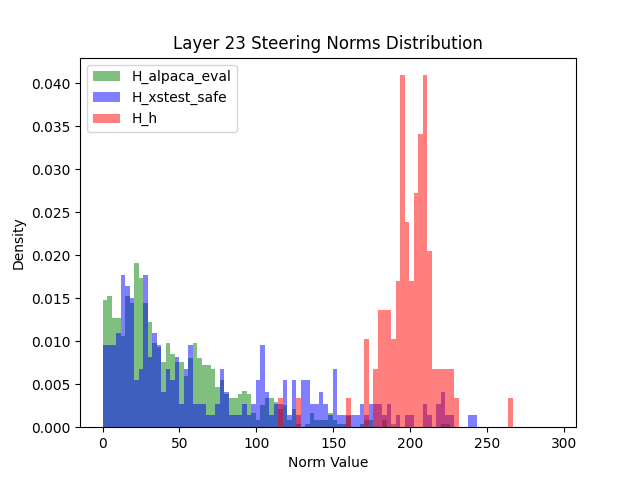 Layer 23 Steering Norms Distribution
H_alpaca_eval
H_xstest_safe
H_h
0.040
0.035
0.030
0.025
0.020
0.015
0.010
0.005
0.000
Density
0 50 100 150 200 250 300
Norm Value